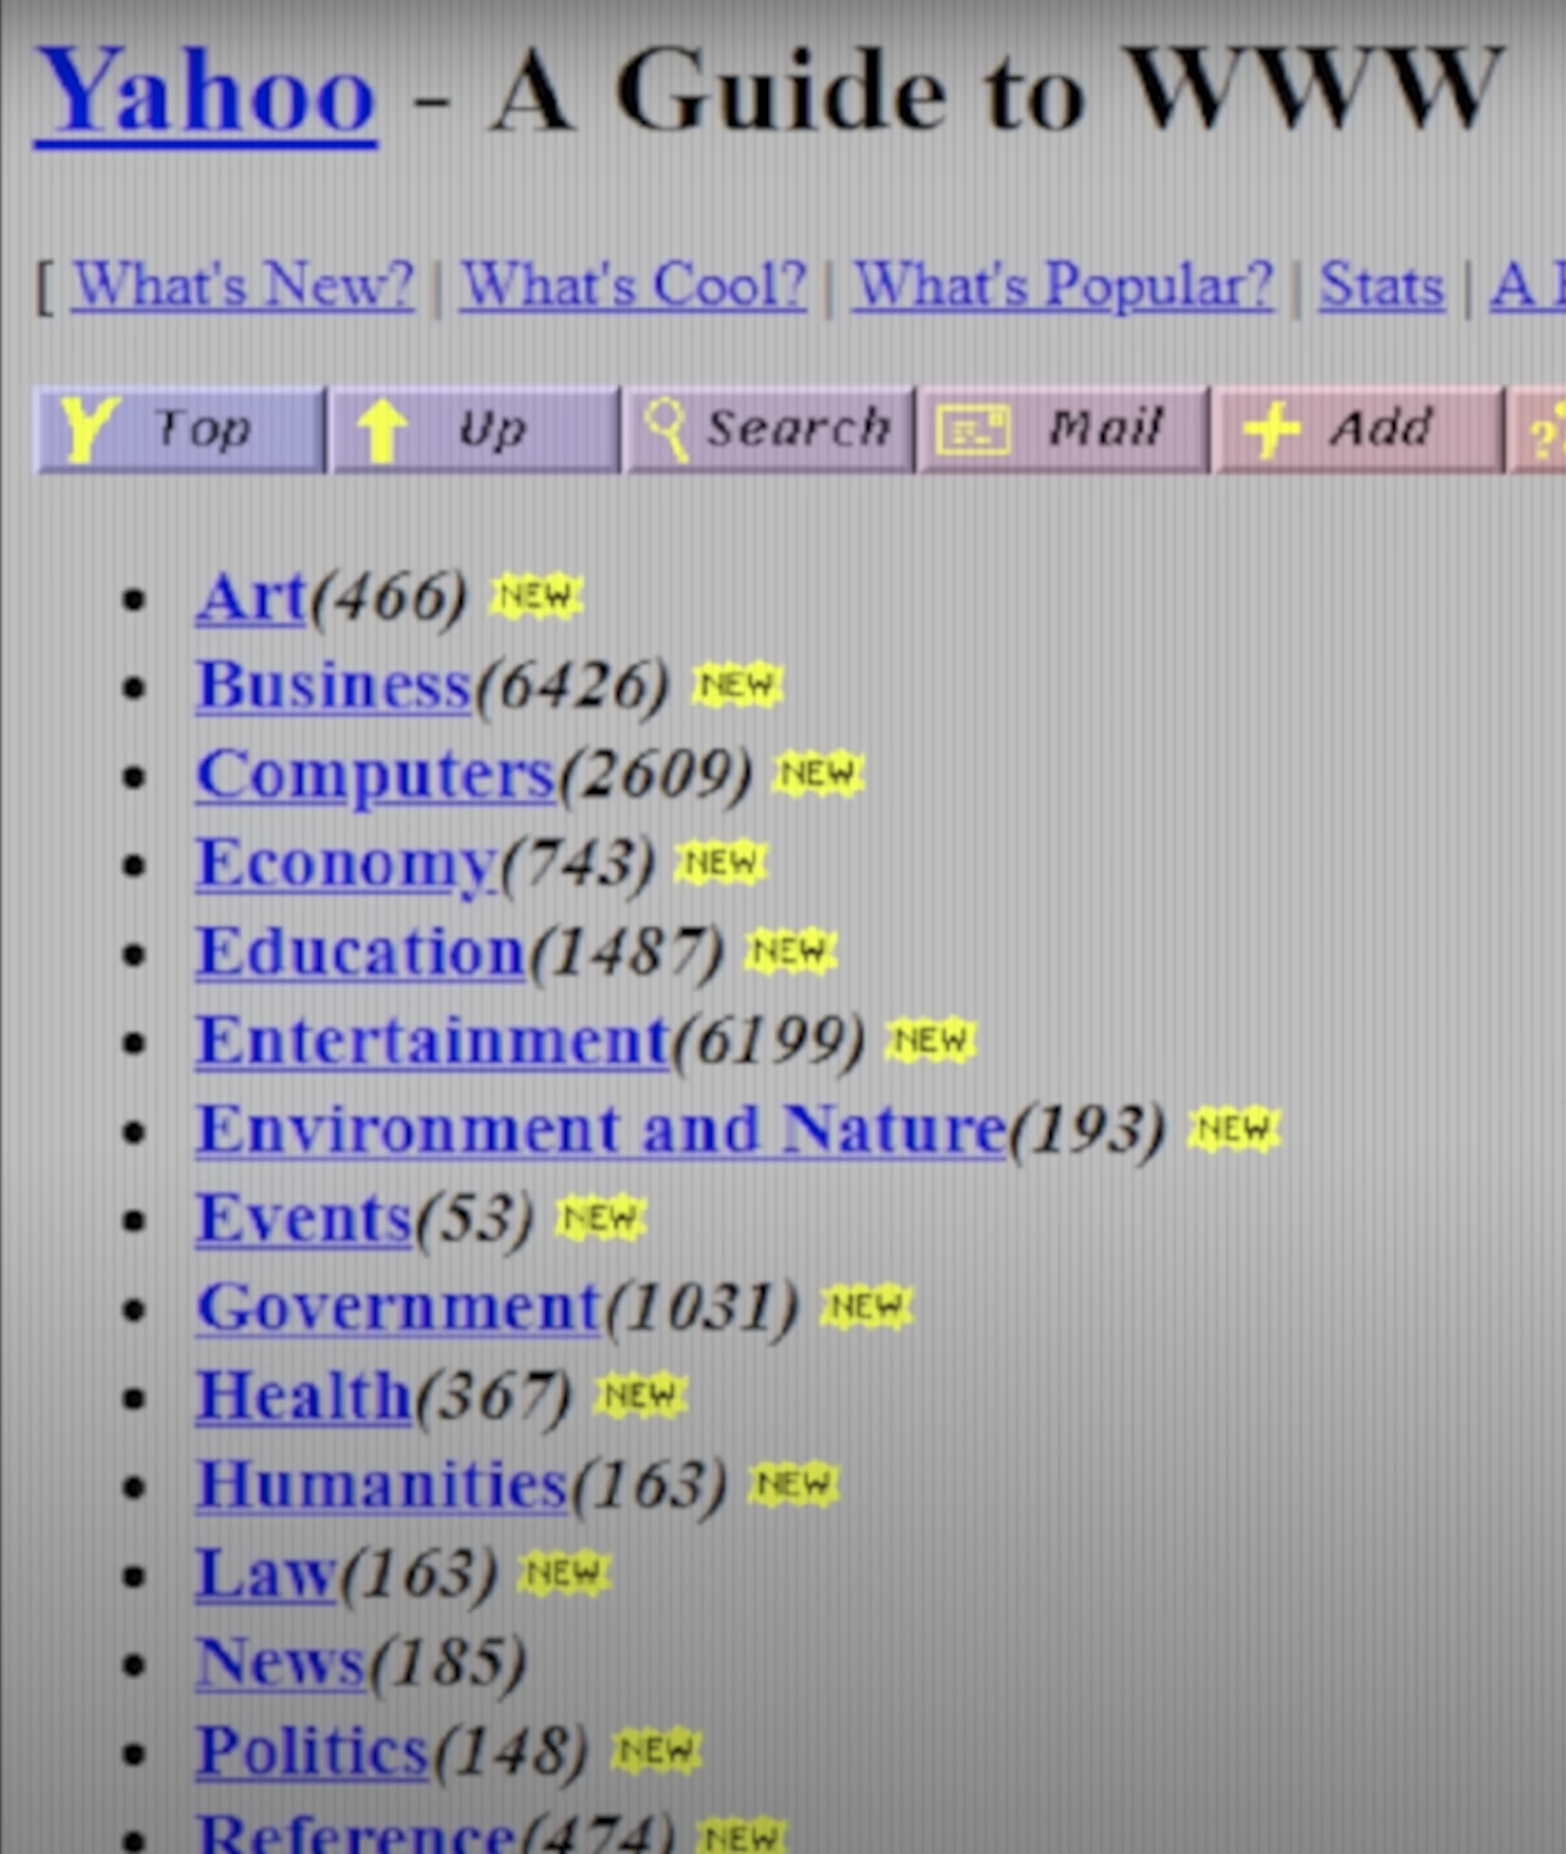 Yahoo - A Guide to WWW
[ What's New? | What's Cool? | What's Popular? | Stats | A
Top Up Search Mail Add
Art(466) NEW
Business(6426) NEW
Computers(2609) NEW
Economy(743) NEW
Education(1487) NEW
Entertainment(6199) NEW
Environment and Nature(193) NEW
Events(53) NEW
Government(1031) NEW
Health(367) NEW
Humanities(163) NEW
Law(163) NEW
News(185)
Politics(148) NEW
Reference(474) NEW